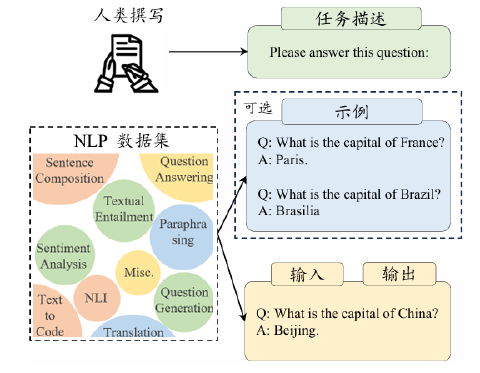 人类撰写
任务描述
Please answer this question:
可选
示例
Q: What is the capital of France?
A: Paris.
Q: What is the capital of Brazil?
A: Brasilia
NLP 数据集
Sentence
Composition
Question
Answering
Textual
Entailment
Paraphra
sing
Sentiment
Analysis
Misc.
NLI
Question
Generation
Text
to
Code
Translation
输入
输出
Q: What is the capital of China?
A: Beijing.